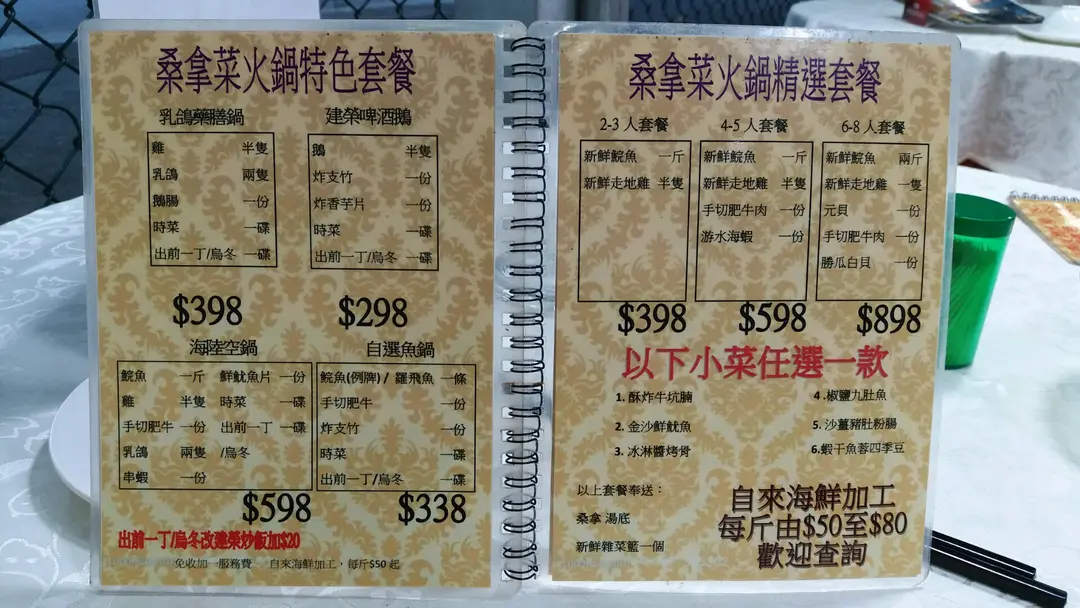 桑拿菜火鍋特色套餐
乳鴿藥膳鍋
雞 半隻
乳鴿 兩隻
鵝腸 一份
時菜 一碟
出前一丁/烏冬 一碟
$398
建榮啤酒鵝
鵝 半隻
炸支竹 一份
炸香芋片 一份
時菜 一碟
出前一丁/烏冬 一碟
$298
海陸空鍋
鯇魚 一斤 鮮魷魚片 一份
雞 半隻 時菜 一碟
手切肥牛 一份 出前一丁 一碟
乳鴿 兩隻 /烏冬
串蝦 一份
$598
自選魚鍋
鯇魚(例牌) / 羅飛魚 一條
手切肥牛 一份
炸支竹 一份
時菜 一碟
出前一丁/烏冬 一碟
$338
出前一丁/烏冬改建榮炒飯加$20
免收加一服務費 自來海鮮加工，每斤$50 起
桑拿菜火鍋精選套餐
2-3 人套餐
新鮮鯇魚 一斤
新鮮走地雞 半隻
$398
4-5 人套餐
新鮮鯇魚 一斤
新鮮走地雞 半隻
手切肥牛肉 一份
游水海蝦 一份
$598
6-8 人套餐
新鮮鯇魚 兩斤
新鮮走地雞 一隻
元貝 一份
手切肥牛肉 一份
勝瓜白貝 一份
$898
以下小菜任選一款
1. 酥炸牛坑腩
2. 金沙鮮魷魚
3. 冰淋醬烤骨
4 .椒鹽九肚魚
5. 沙薑豬肚粉腸
6.蝦干魚蓉四季豆
以上套餐奉送：
桑拿 湯底
新鮮雜菜籃一個
自來海鮮加工
每斤由$50至$80
歡迎查詢